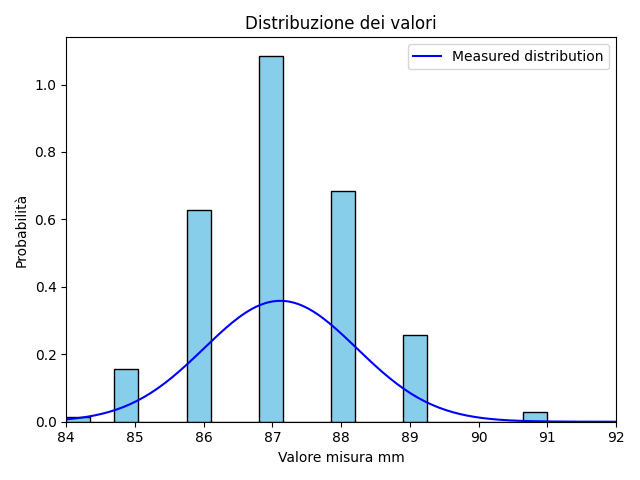 Distribuzione dei valori
Measured distribution
Probabilità
1.0
0.8
0.6
0.4
0.2
0.0
84 85 86 87 88 89 90 91 92
Valore misura mm